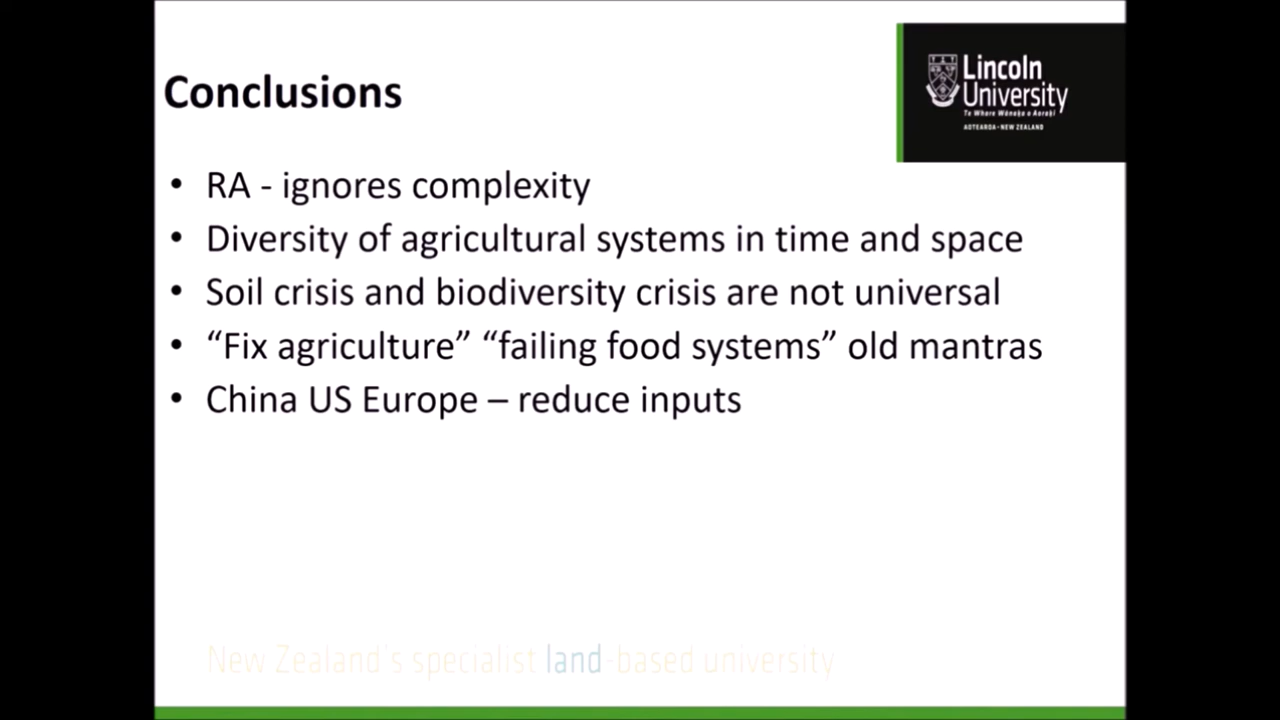 Lincoln
University
Te Whare Wānaka o Aoraki
AOTEAROA • NEW ZEALAND
Conclusions
• RA - ignores complexity
• Diversity of agricultural systems in time and space
• Soil crisis and biodiversity crisis are not universal
• “Fix agriculture” “failing food systems” old mantras
• China US Europe – reduce inputs
New Zealand's specialist land-based university